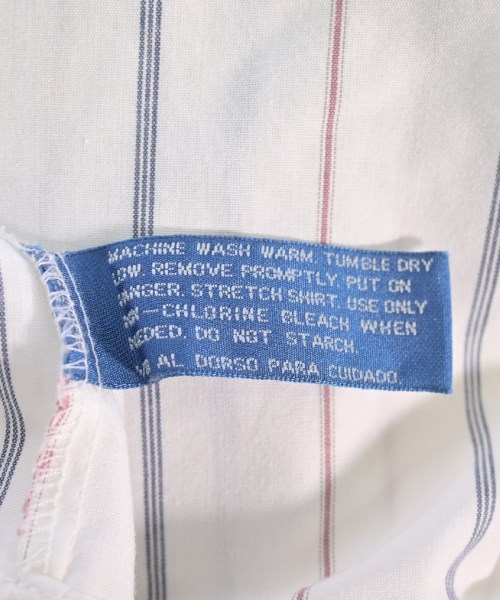 MACHINE WASH WARM. TUMBLE DRY
LOW. REMOVE PROMPTLY PUT ON
HANGER. STRETCH SHIRT. USE ONLY
-CHLORINE BLEACH WHEN
NEEDED. DO NOT STARCH.
AL DORSO PARA CUIDADO.